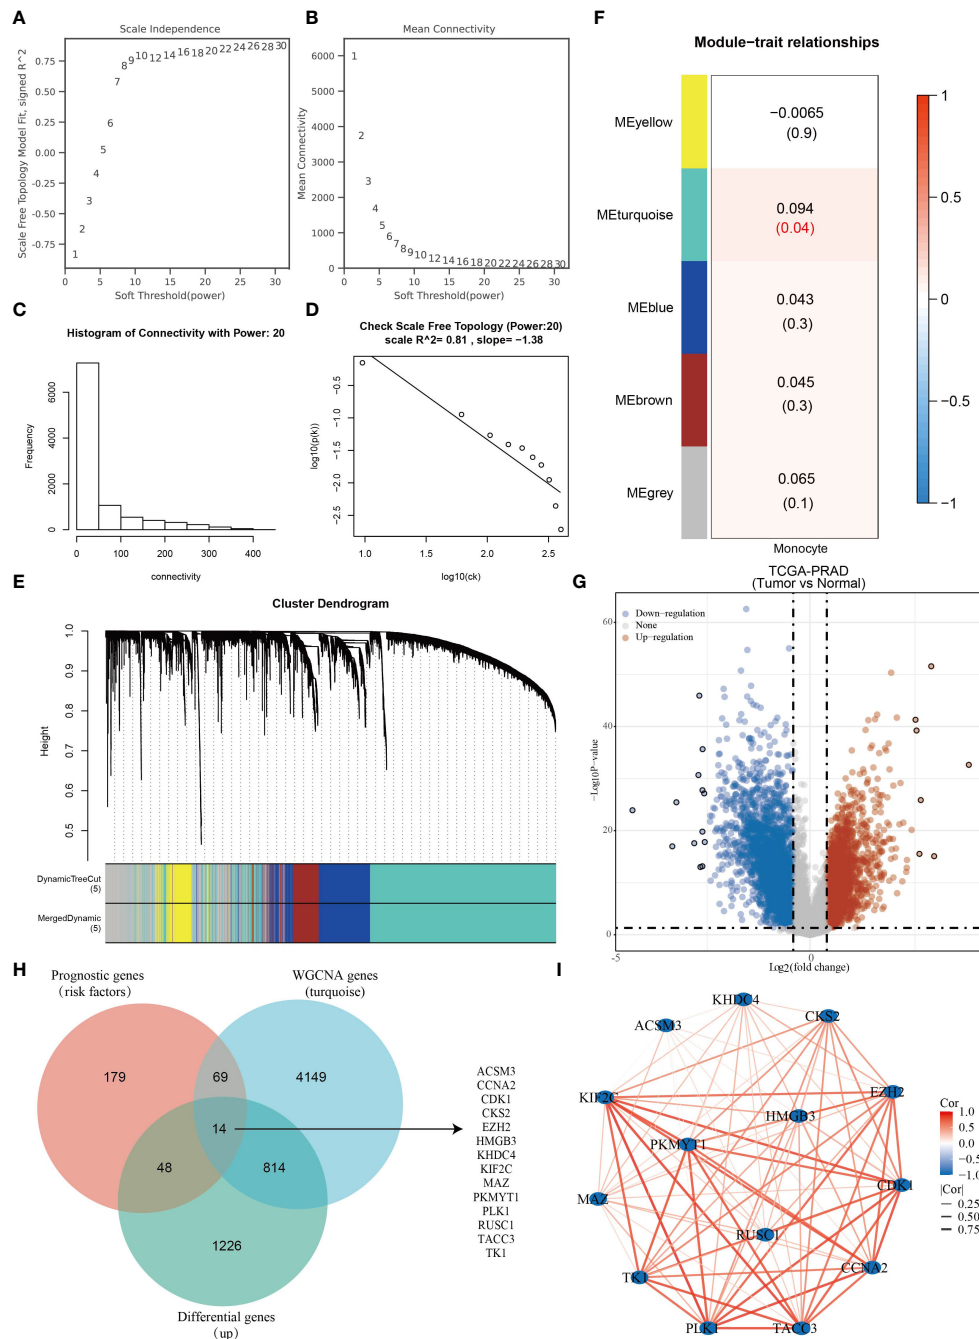 A
Scale Independence
Scale Free Topology Model Fit, signed R^2
0.75
0.50
0.25
0.00
−0.25
−0.50
−0.75
1
2
3
4
5
6
7
8
9 10 12 14 16 18 20 22 24 26 28 30
0 5 10 15 20 25 30
Soft Threshold(power)
B
Mean Connectivity
Mean Connectivity
6000
5000
4000
3000
2000
1000
0
1
2
3
4
5
6
7
8 9 10 12 14 16 18 20 22 24 26 28 30
0 5 10 15 20 25 30
Soft Threshold(power)
C
Histogram of Connectivity with Power: 20
Frequency
6000
4000
2000
0
0 100 200 300 400
connectivity
D
Check Scale Free Topology (Power:20)
scale R^2= 0.81 , slope= −1.38
log10(p(k))
−0.5
−1.0
−1.5
−2.0
−2.5
1.0 1.5 2.0 2.5
log10(ck)
E
Cluster Dendrogram
Height
1.0
0.9
0.8
0.7
0.6
0.5
DynamicTreeCut
(5)
MergedDynamic
(5)
F
Module−trait relationships
MEyellow
−0.0065
(0.9)
MEturquoise
0.094
(0.04)
MEblue
0.043
(0.3)
MEbrown
0.045
(0.3)
MEgrey
0.065
(0.1)
Monocyte
1
0.5
0
−0.5
−1
G
TCGA-PRAD
(Tumor vs Normal)
Down−regulation
None
Up−regulation
−Log10P−value
60
40
20
0
−5 0
Log2(fold change)
H
Prognostic genes
(risk factors)
WGCNA genes
(turquoise)
179
69
4149
14
48
814
1226
Differential genes
(up)
ACSM3
CCNA2
CDK1
CKS2
EZH2
HMGB3
KHDC4
KIF2C
MAZ
PKMYT1
PLK1
RUSC1
TACC3
TK1
I
KHDC4
ACSM3
CKS2
KIF2C
EZH2
HMGB3
PKMYT1
MAZ
CDK1
RUSC1
TK1
CCNA2
PLK1
TACC3
Cor
1.0
0.5
0.0
−0.5
−1.0
|Cor|
0.25
0.50
0.75